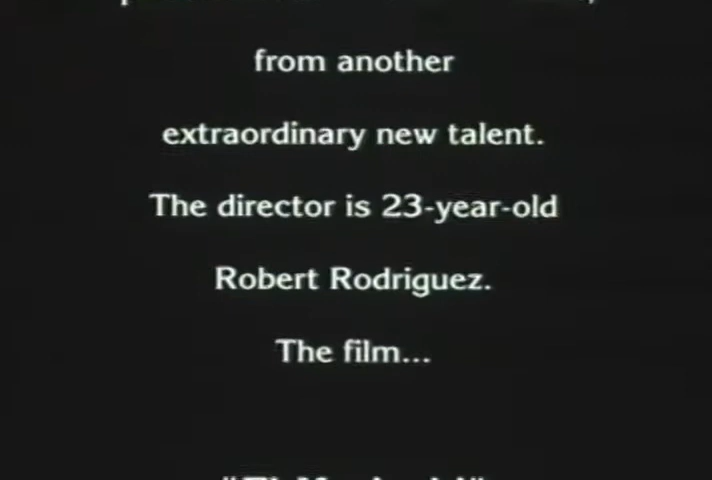 from another
extraordinary new talent.
The director is 23-year-old
Robert Rodriguez.
The film...